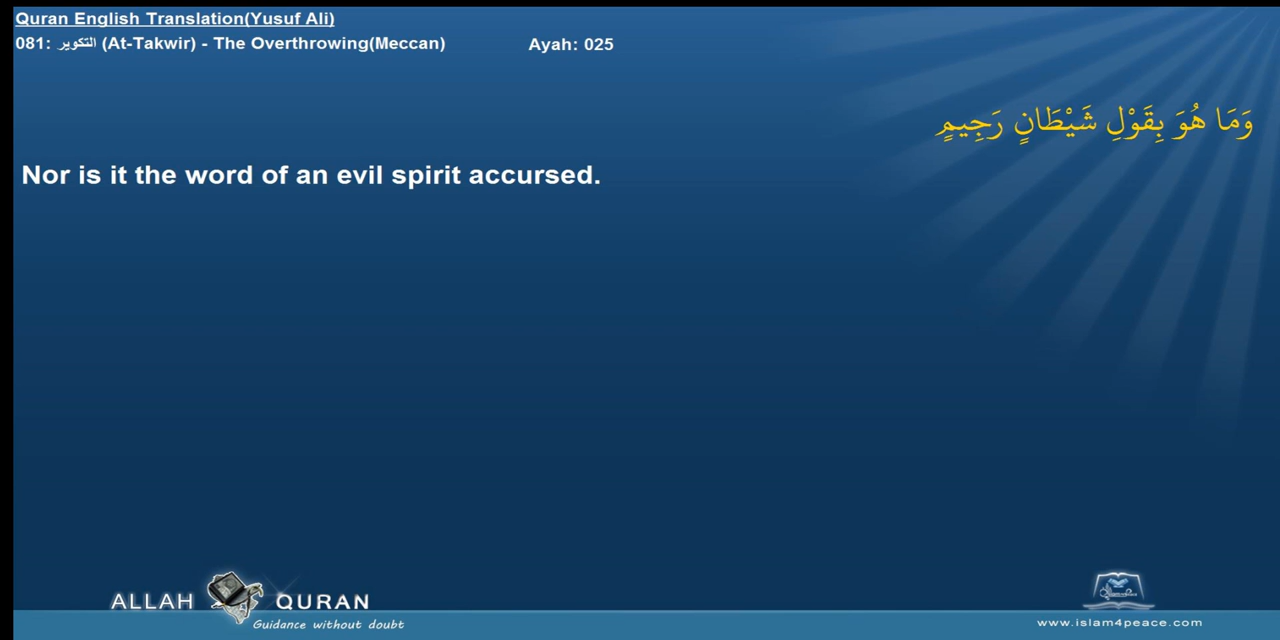 Quran English Translation(Yusuf Ali)
081: التكوير (At-Takwir) - The Overthrowing(Meccan) Ayah: 025
وَمَا هُوَ بِقَوْلِ شَيْطَانٍ رَجِيمٍ
Nor is it the word of an evil spirit accursed.
ALLAH QURAN
Guidance without doubt
www.islam4peace.com